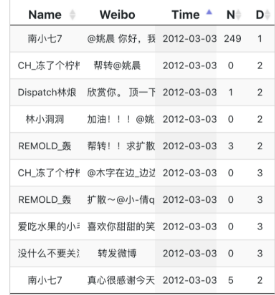 Name Weibo Time N D
南小七7 @姚晨 你好，我 2012-03-03 249 1
CH_冻了个柠檬 帮转@姚晨 2012-03-03 0 2
Dispatch林烺 欣赏你。 顶一下 2012-03-03 1 2
林小洞洞 加油！！！@姚 2012-03-03 0 2
REMOLD_轰 帮转！！求扩散 2012-03-03 3 2
CH_冻了个柠檬 @木字在边_边边 2012-03-03 0 3
REMOLD_轰 扩散～@小-倩q 2012-03-03 0 3
爱吃水果的小 喜欢你甜甜的笑 2012-03-03 0 3
没什么不要关 转发微博 2012-03-03 0 3
南小七7 真心很感谢今天 2012-03-03 5 2